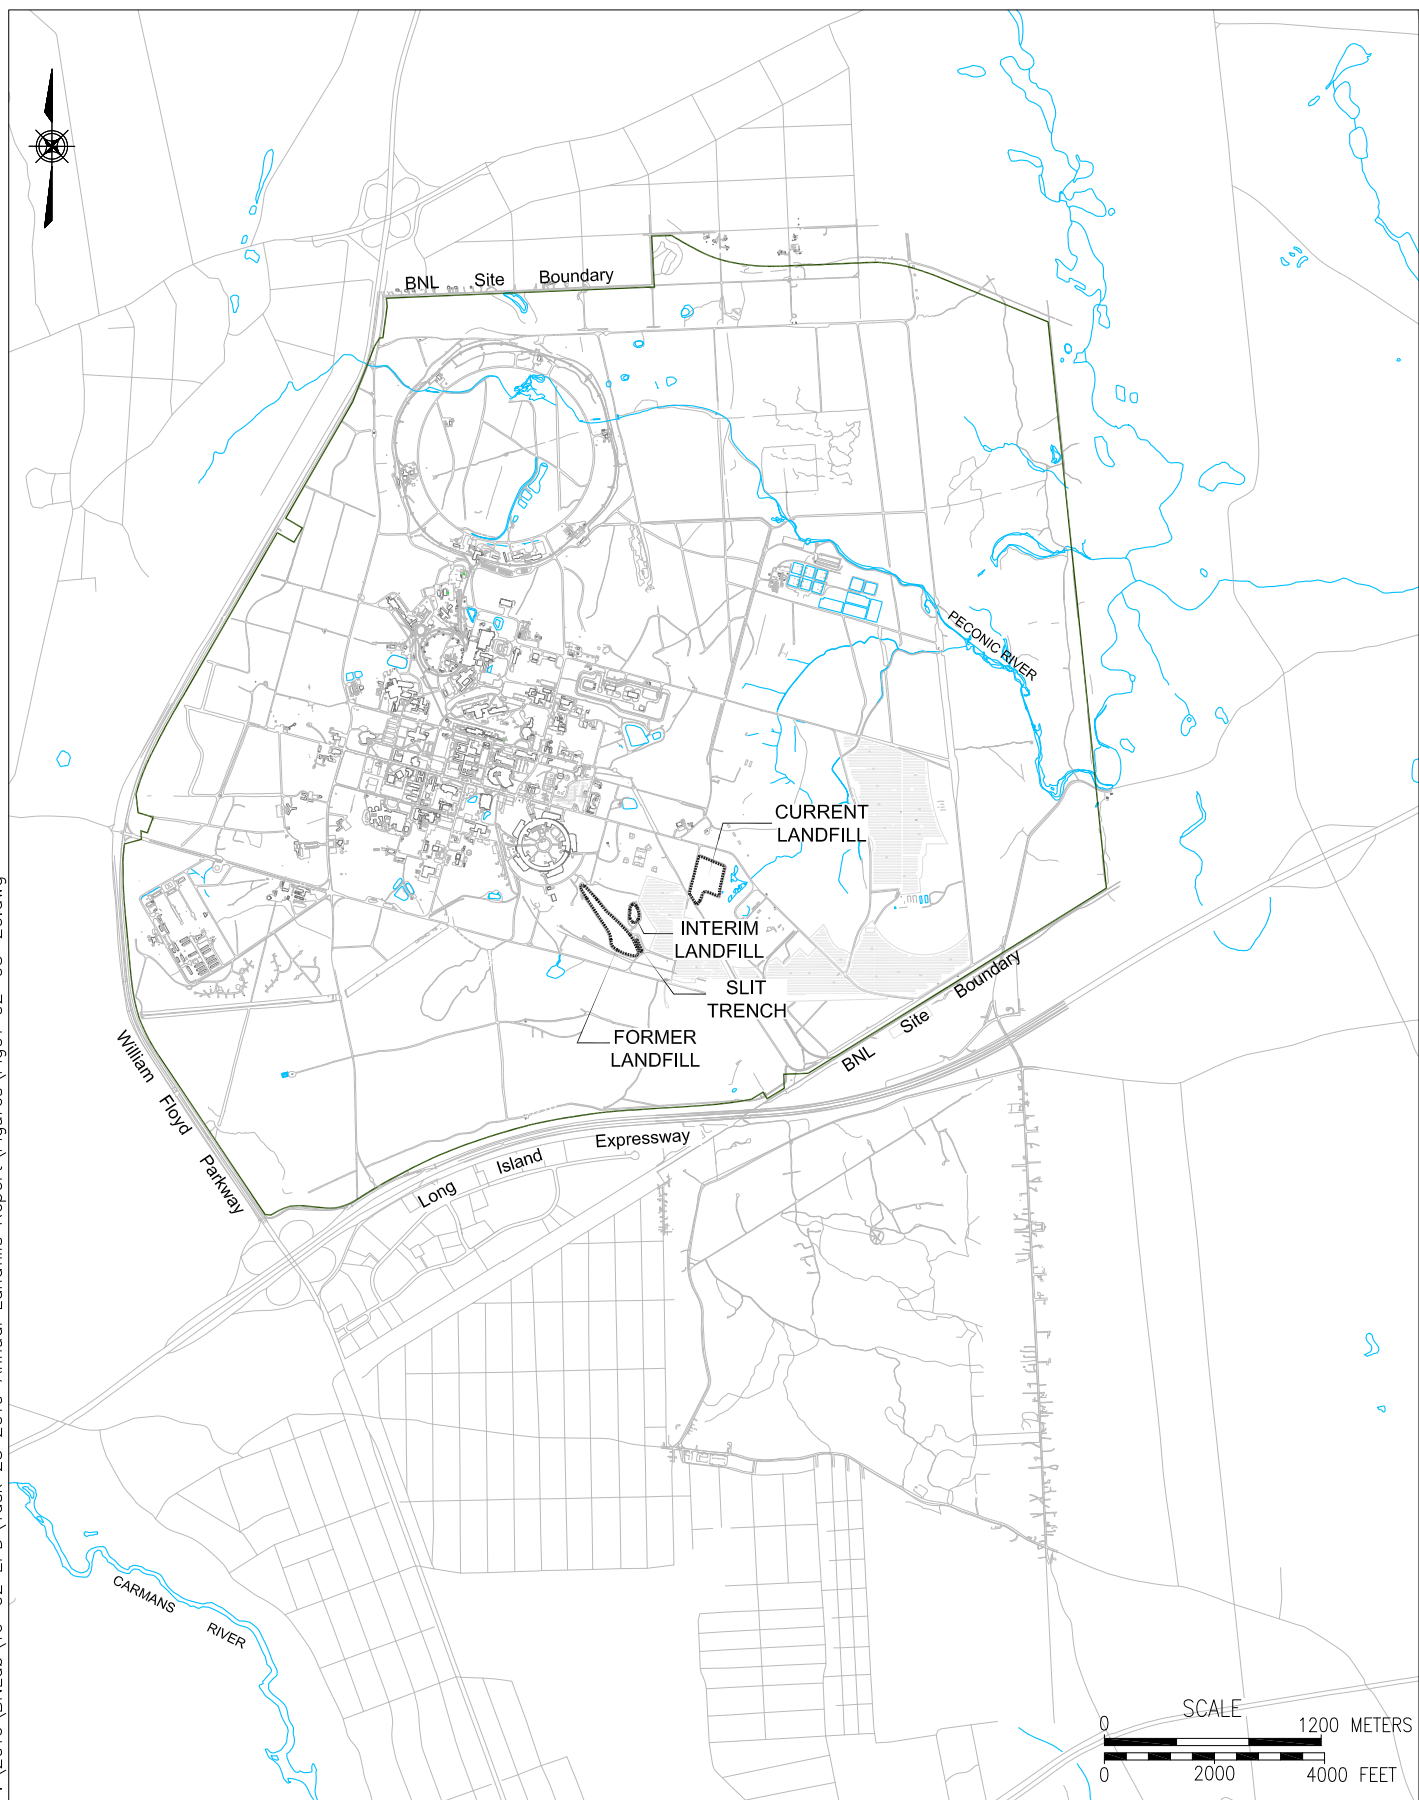 BNL Site Boundary
PECONIC RIVER
CURRENT
LANDFILL
INTERIM
LANDFILL
SLIT
TRENCH
FORMER
LANDFILL
BNL Site Boundary
William Floyd Parkway
Long Island Expressway
CARMANS RIVER
SCALE
0 1200 METERS
0 2000 4000 FEET